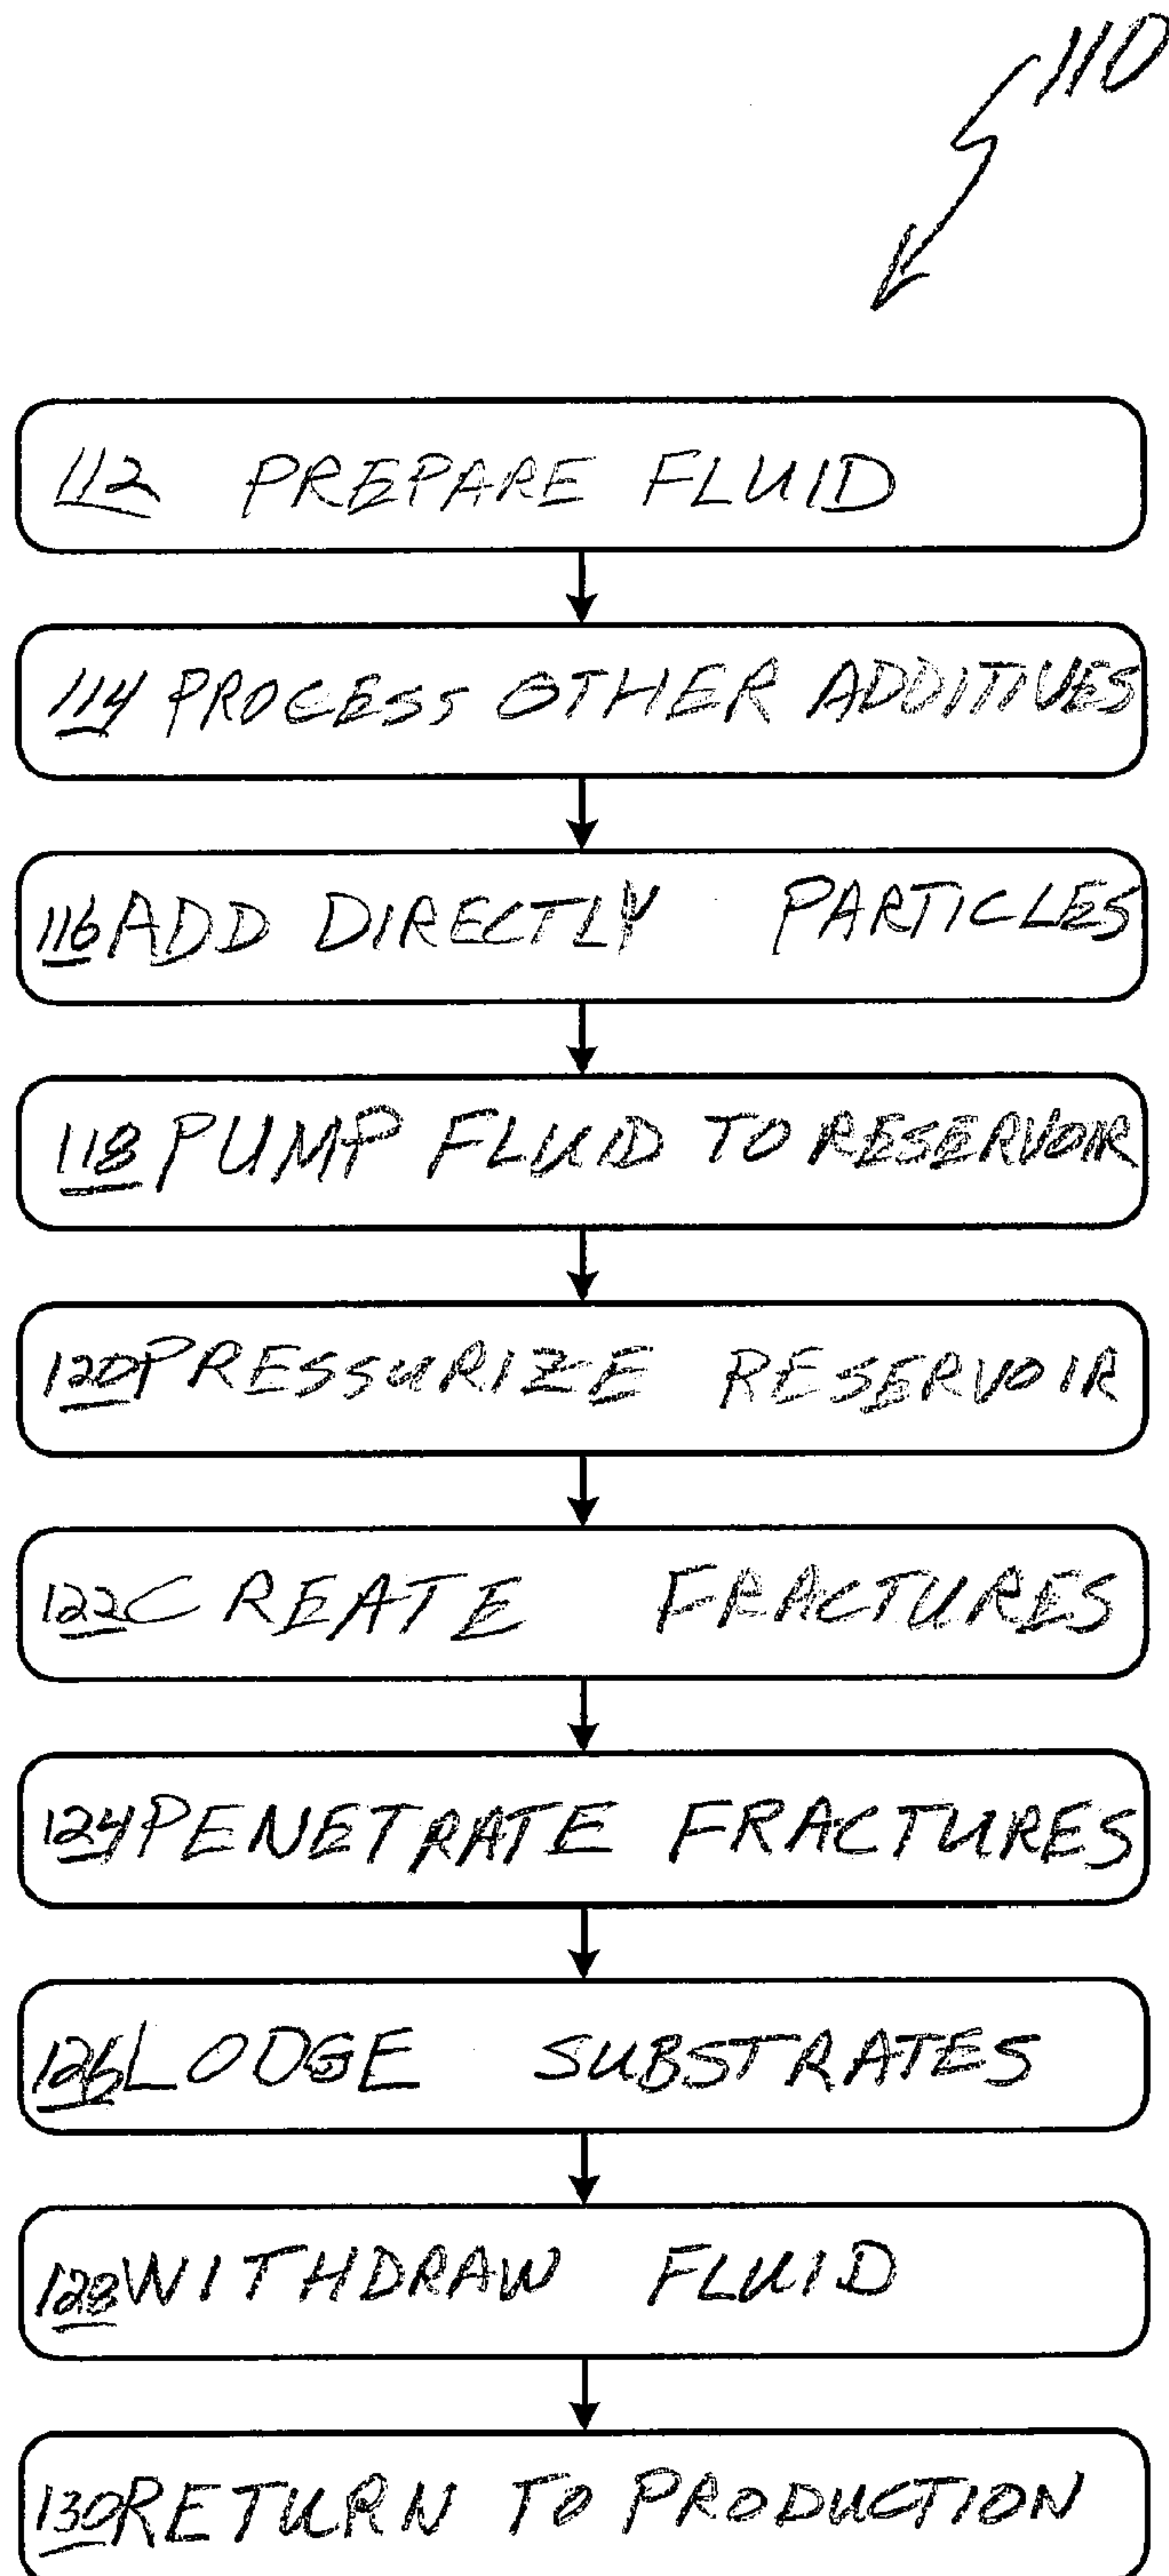 110
112 PREPARE FLUID
114 PROCESS OTHER ADDITIVES
116 ADD DIRECTLY PARTICLES
118 PUMP FLUID TO RESERVOIR
120 PRESSURIZE RESERVOIR
122 CREATE FRACTURES
124 PENETRATE FRACTURES
126 LODGE SUBSTRATES
128 WITHDRAW FLUID
130 RETURN TO PRODUCTION